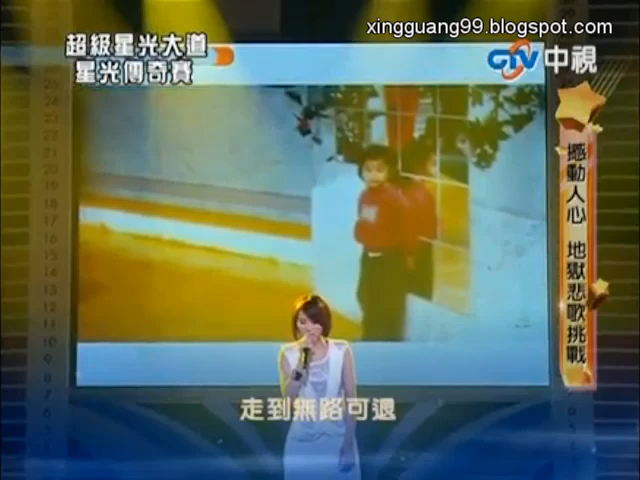 xingguang99.blogspot.com
超級星光大道
星光傳奇賽
CTV中視
撼動人心 地獄悲歌挑戰
走到無路可退